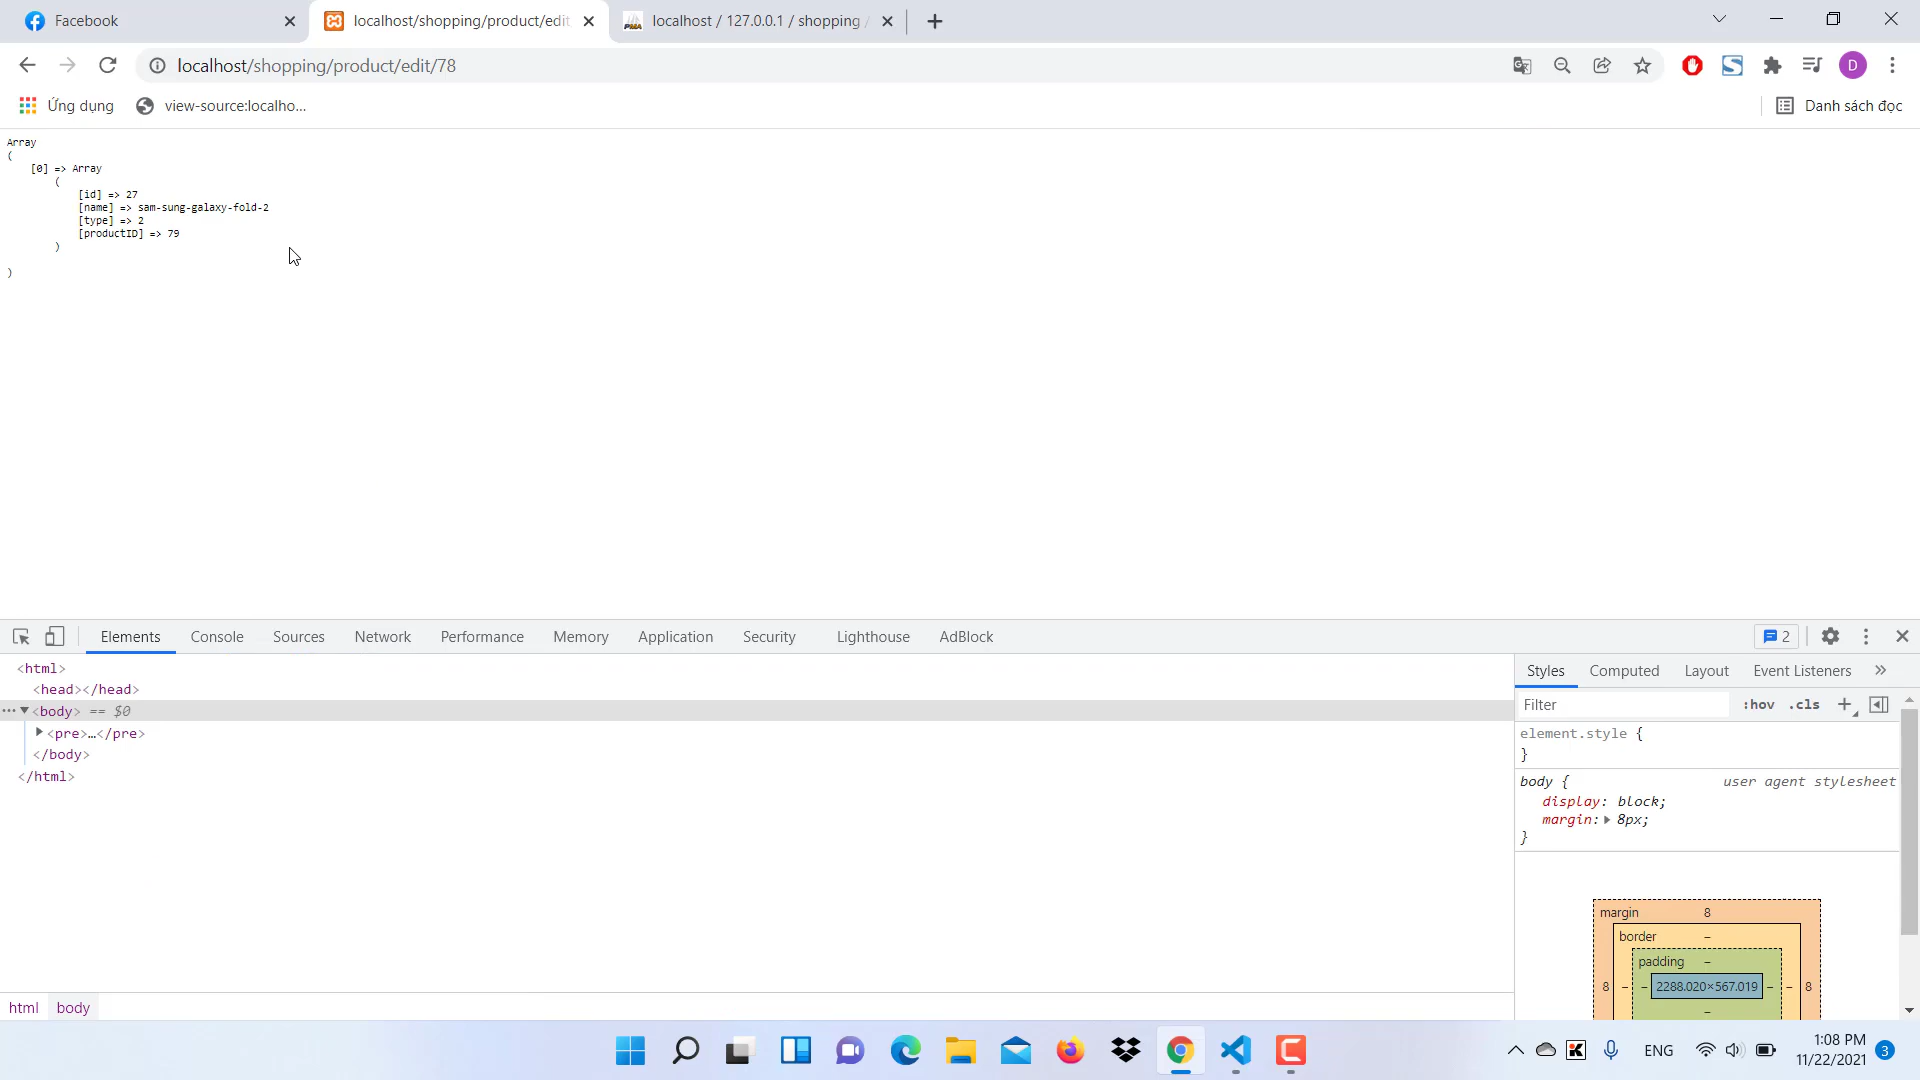 Facebook
localhost/shopping/product/edit
localhost / 127.0.0.1 / shopping /
localhost/shopping/product/edit/78
D
Ứng dụng
view-source:localho...
Danh sách đọc
Array
(
[0] => Array
(
[id] => 27
[name] => sam-sung-galaxy-fold-2
[type] => 2
[productID] => 79
)
)
Elements
Console
Sources
Network
Performance
Memory
Application
Security
Lighthouse
AdBlock
2
<html>
<head></head>
<body> == $0
<pre>…</pre>
</body>
</html>
html
body
Styles
Computed
Layout
Event Listeners
Filter
:hov
.cls
element.style {
}
body {
user agent stylesheet
display: block;
margin: 8px;
}
margin
8
border
–
padding
–
8
–
–
2288.020×567.019
–
–
8
–
ENG
1:08 PM
11/22/2021
3